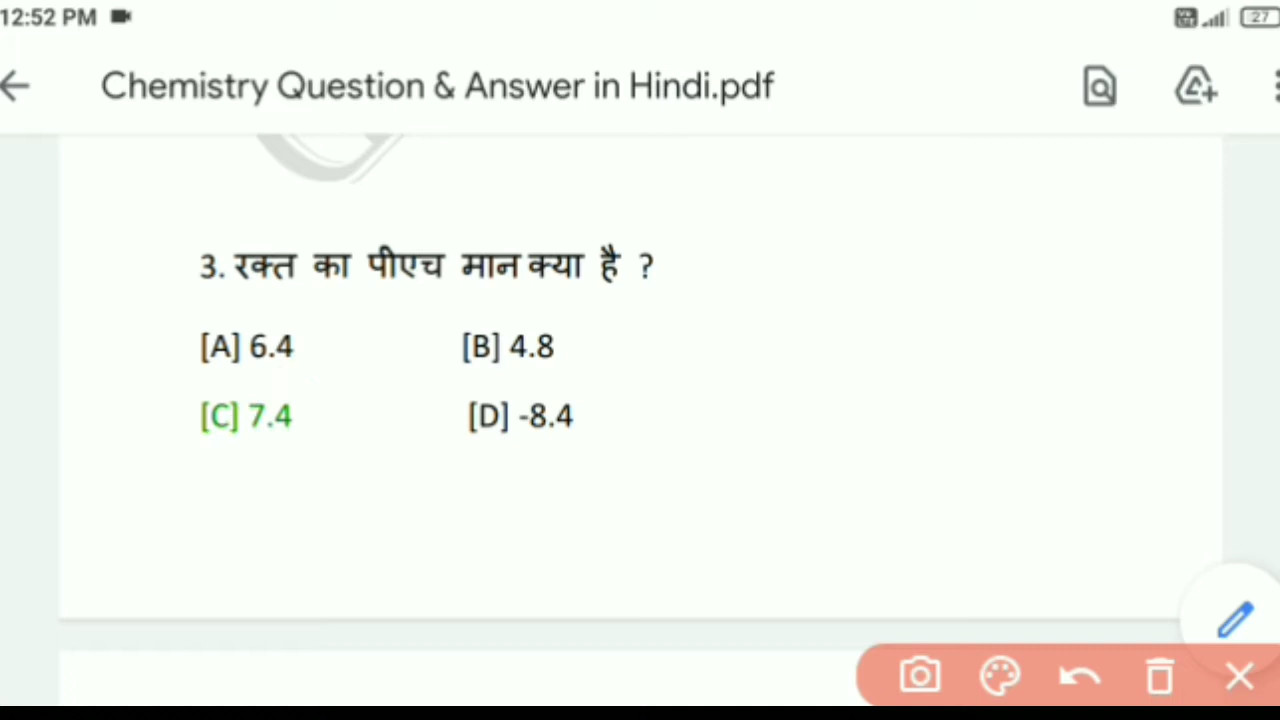 12:52 PM
27
Chemistry Question & Answer in Hindi.pdf
3. रक्त का पीएच मान क्या है ?
[A] 6.4 [B] 4.8
[C] 7.4 [D] -8.4